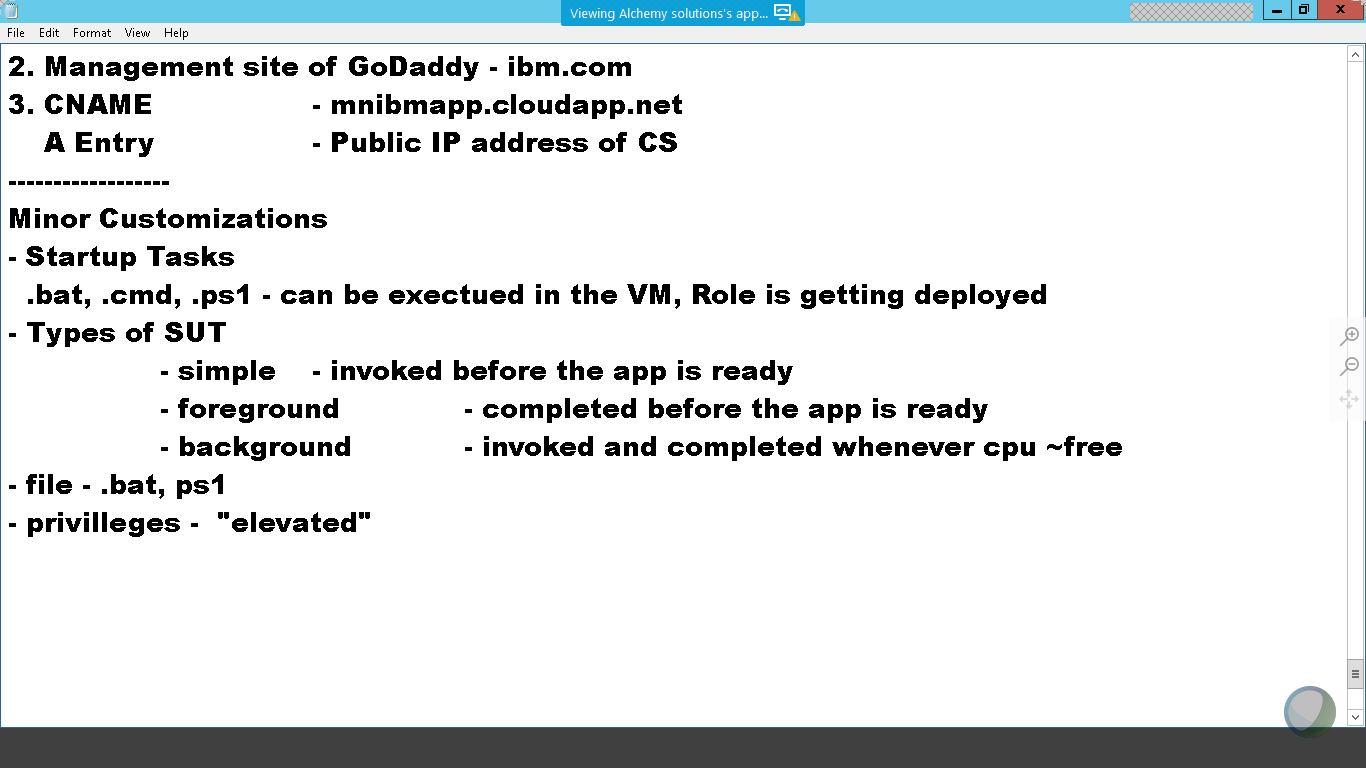 Viewing Alchemy solutions's app...
File Edit Format View Help
2. Management site of GoDaddy - ibm.com
3. CNAME - mnibmapp.cloudapp.net
A Entry - Public IP address of CS
------------------
Minor Customizations
- Startup Tasks
.bat, .cmd, .ps1 - can be exectued in the VM, Role is getting deployed
- Types of SUT
- simple - invoked before the app is ready
- foreground - completed before the app is ready
- background - invoked and completed whenever cpu ~free
- file - .bat, ps1
- privilleges - "elevated"